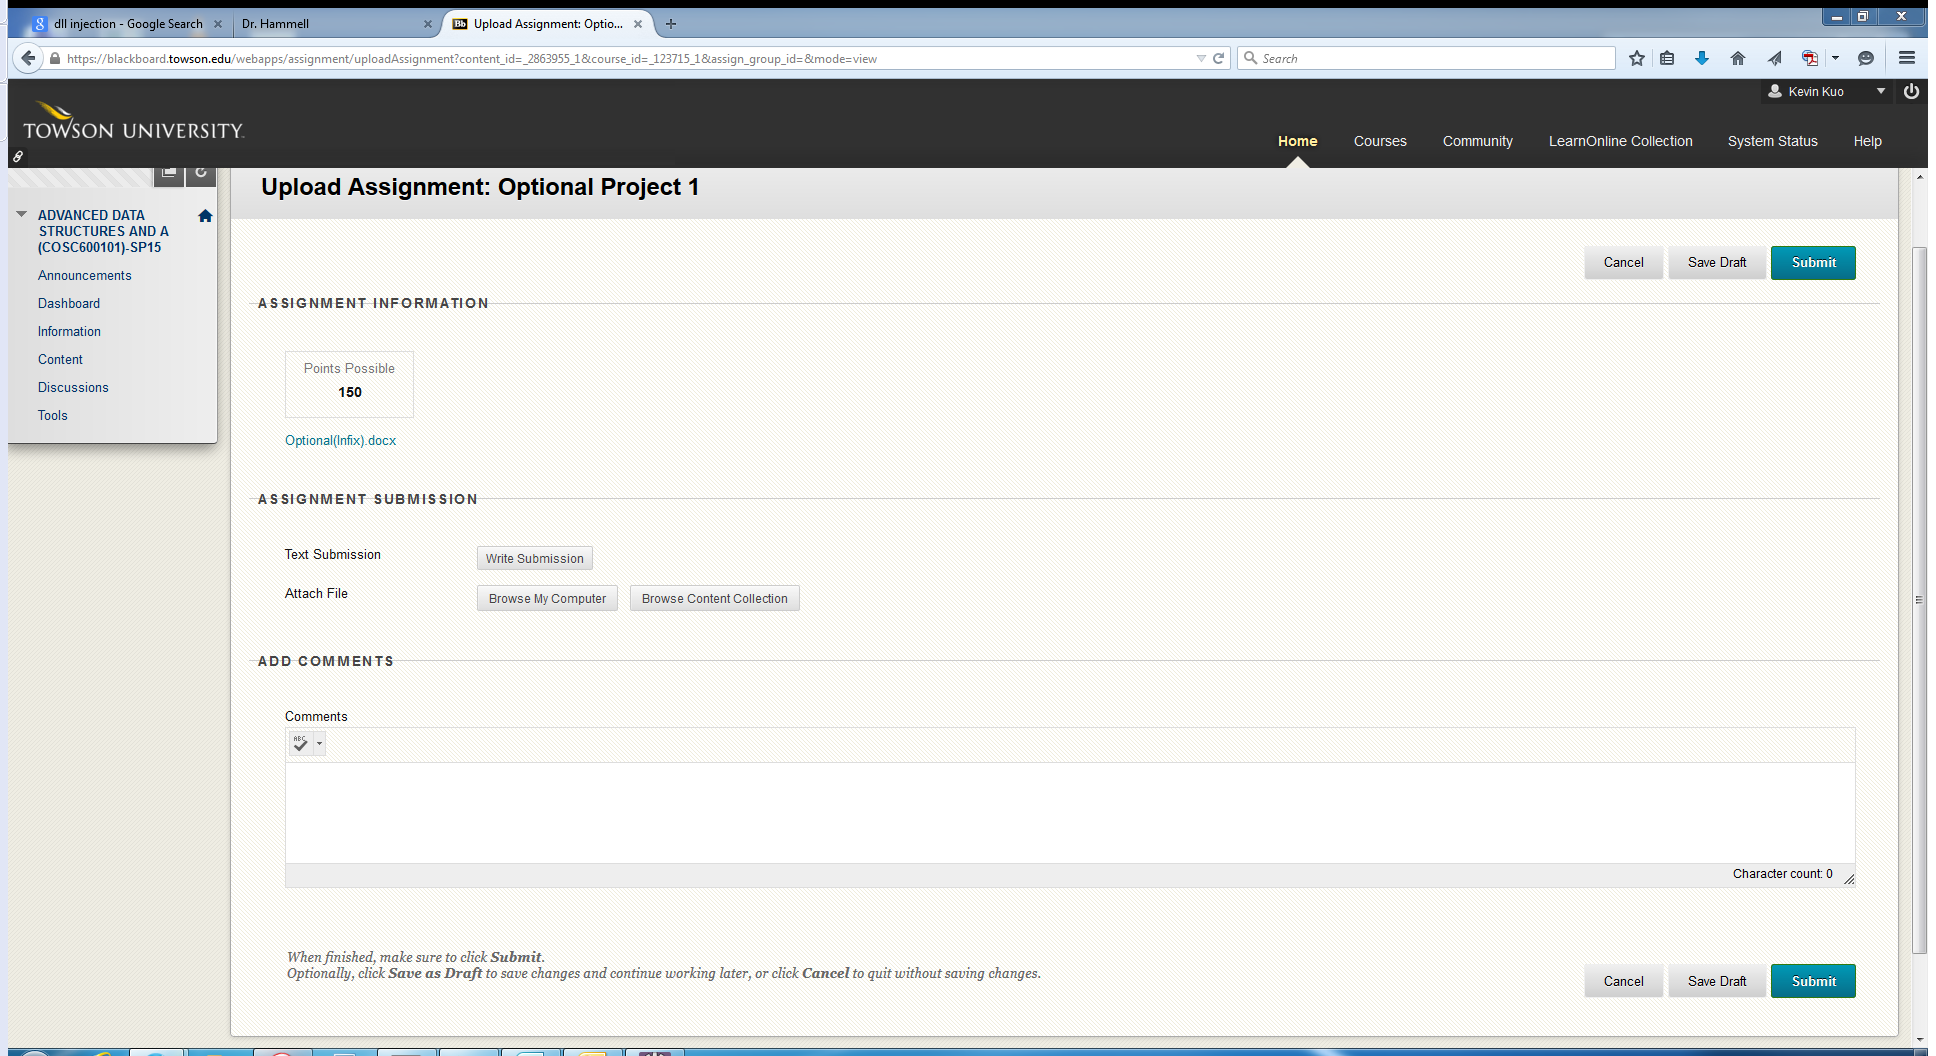 dll injection - Google Search
Dr. Hammell
Upload Assignment: Optio...
https://blackboard.towson.edu/webapps/assignment/uploadAssignment?content_id=_2863955_1&course_id=_123715_1&assign_group_id=&mode=view
Search
Kevin Kuo
TOWSON UNIVERSITY
Home
Courses
Community
LearnOnline Collection
System Status
Help
ADVANCED DATA
STRUCTURES AND A
(COSC600101)-SP15
Announcements
Dashboard
Information
Content
Discussions
Tools
Upload Assignment: Optional Project 1
Cancel
Save Draft
Submit
ASSIGNMENT INFORMATION
Points Possible
150
Optional(Infix).docx
ASSIGNMENT SUBMISSION
Text Submission
Write Submission
Attach File
Browse My Computer
Browse Content Collection
ADD COMMENTS
Comments
ABC
Character count: 0
When finished, make sure to click Submit.
Optionally, click Save as Draft to save changes and continue working later, or click Cancel to quit without saving changes.
Cancel
Save Draft
Submit